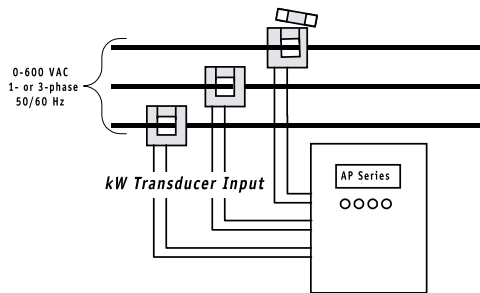 0-600 VAC
1- or 3-phase
50/60 Hz
kW Transducer Input
AP Series